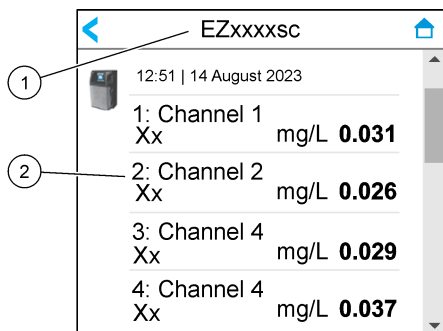 EZxxxxsc
1
12:51 | 14 August 2023
1: Channel 1
Xx mg/L 0.031
2
2: Channel 2
Xx mg/L 0.026
3: Channel 4
Xx mg/L 0.029
4: Channel 4
Xx mg/L 0.037